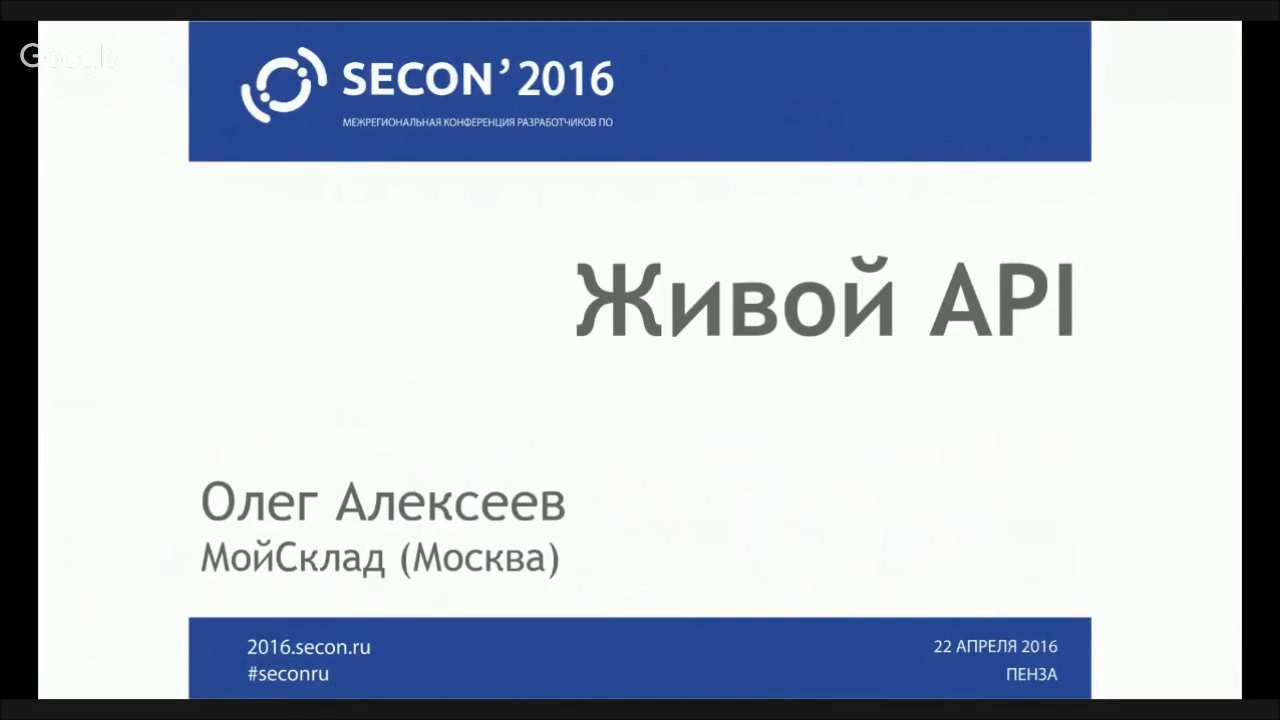 Google
SECON’2016
МЕЖРЕГИОНАЛЬНАЯ КОНФЕРЕНЦИЯ РАЗРАБОТЧИКОВ ПО
Живой API
Олег Алексеев
МойСклад (Москва)
2016.secon.ru
#seconru
22 АПРЕЛЯ 2016
ПЕНЗА